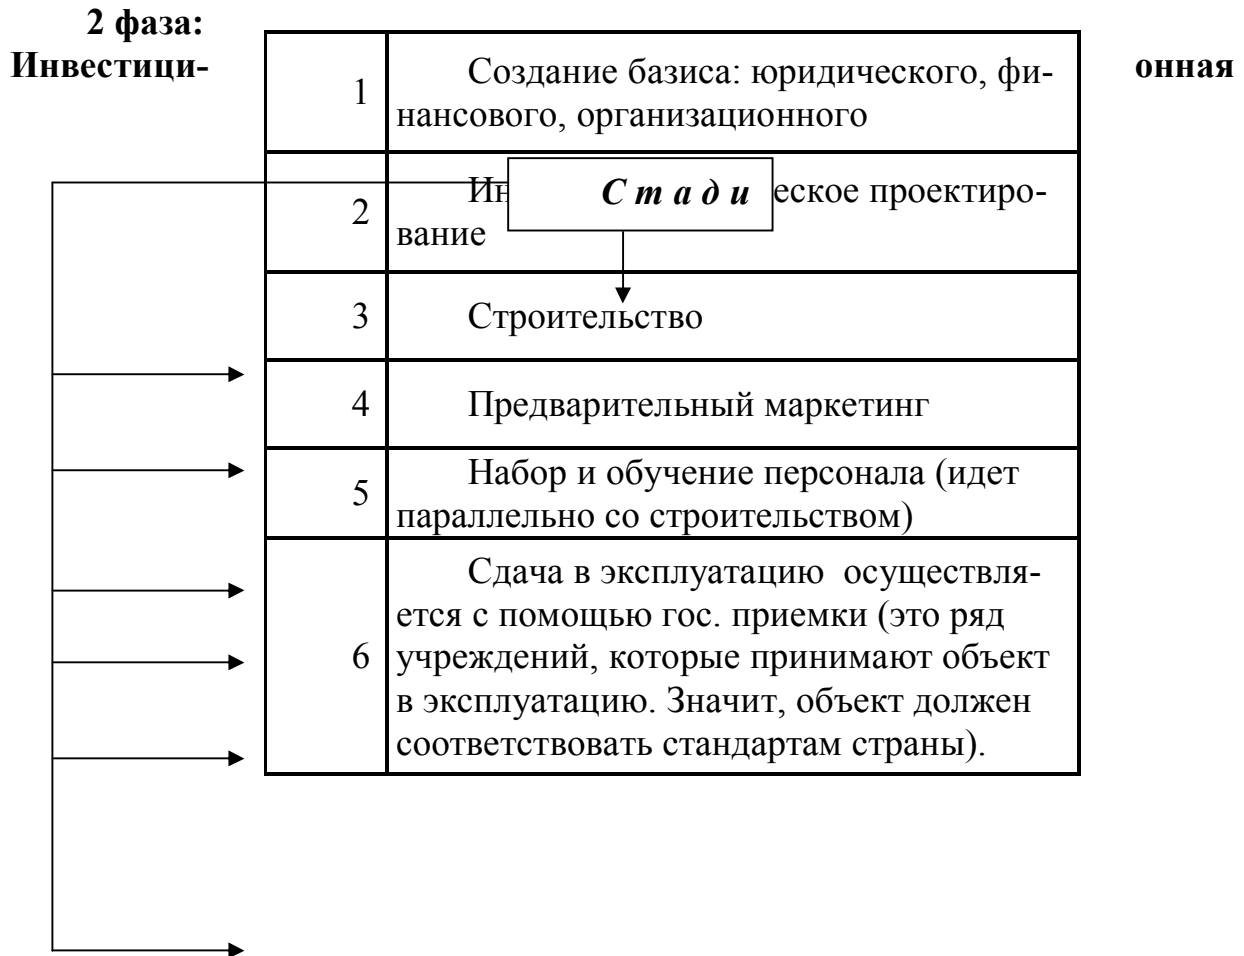 2 фаза:
Инвестици- онная
1 Создание базиса: юридического, фи-
нансового, организационного
С т а д и
2 Ин еское проектиро-
вание
3 Строительство
4 Предварительный маркетинг
5 Набор и обучение персонала (идет
параллельно со строительством)
6 Сдача в эксплуатацию осуществля-
ется с помощью гос. приемки (это ряд
учреждений, которые принимают объект
в эксплуатацию. Значит, объект должен
соответствовать стандартам страны).